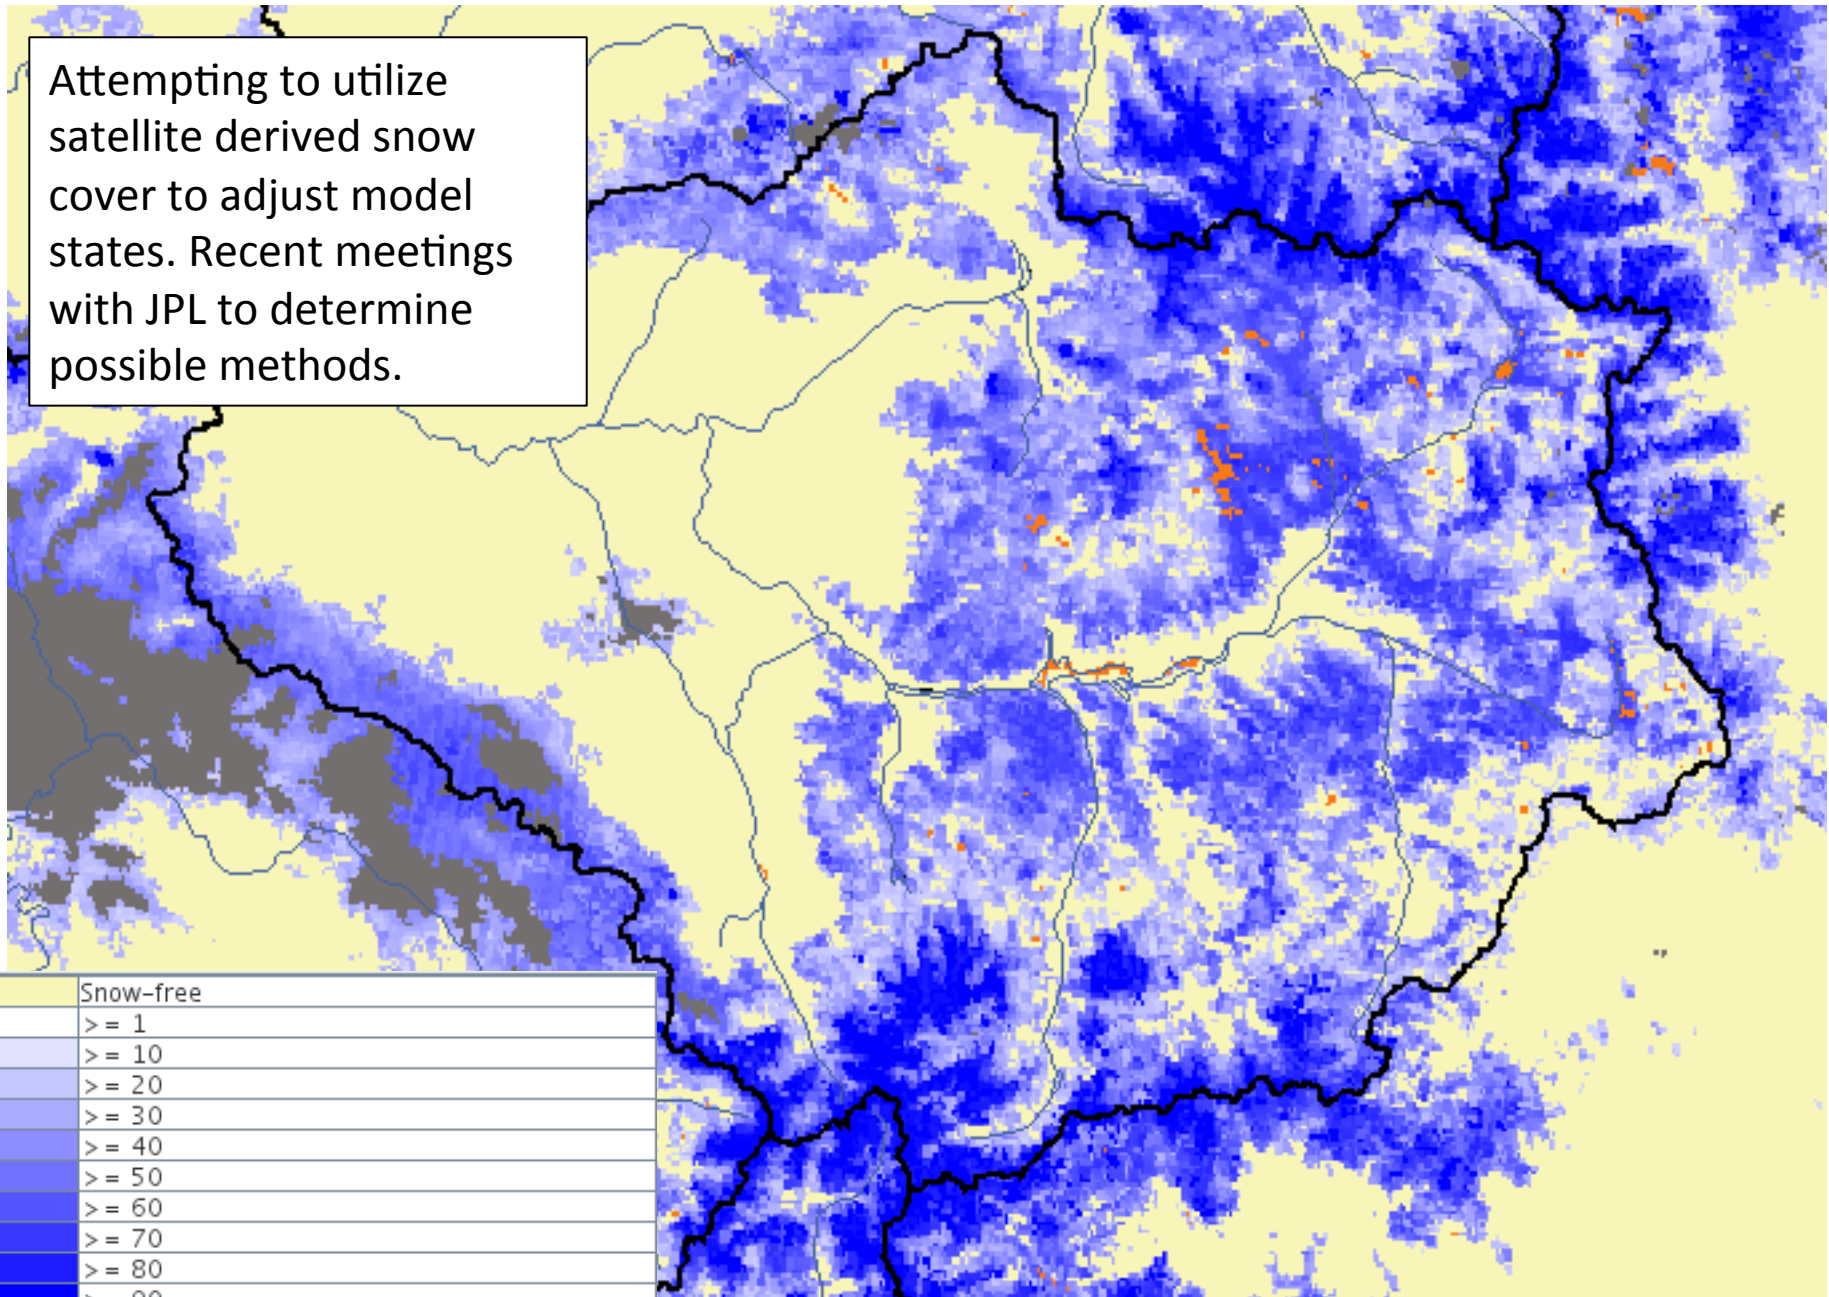 Attempting to utilize
satellite derived snow
cover to adjust model
states. Recent meetings
with JPL to determine
possible methods.
Snow-free
> = 1
> = 10
> = 20
> = 30
> = 40
> = 50
> = 60
> = 70
> = 80